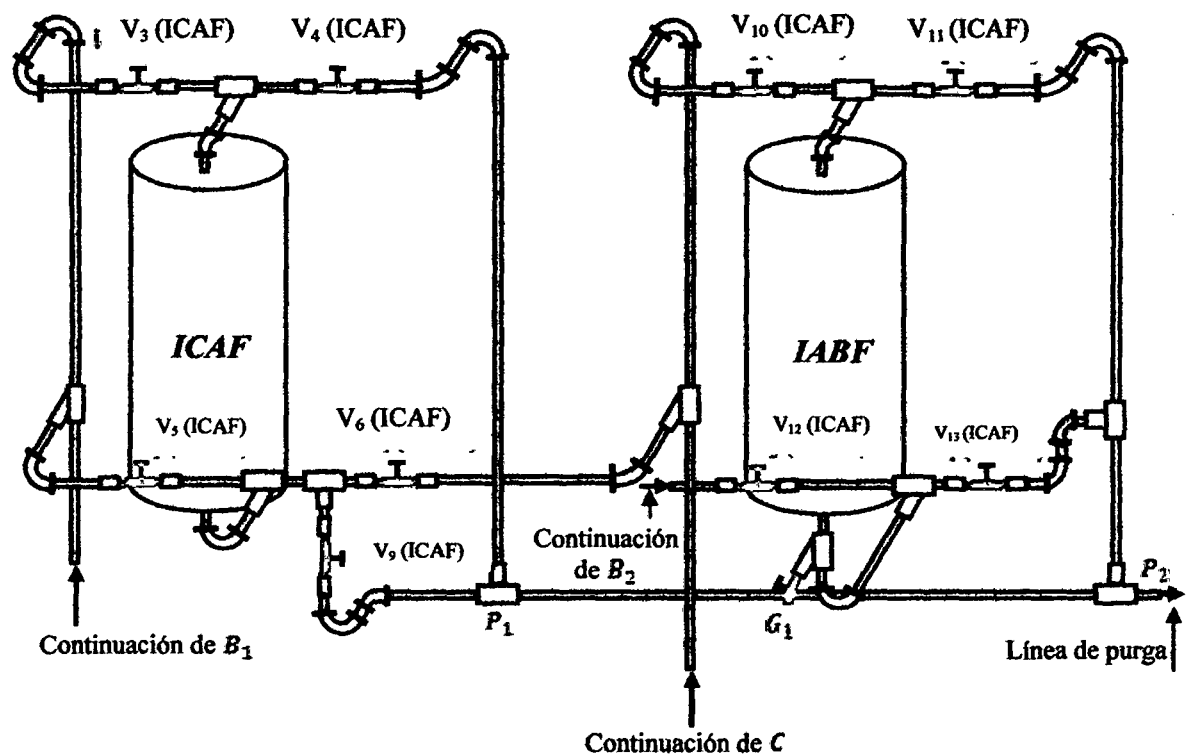 V₃ (ICAF)
V₄ (ICAF)
V₁₀ (ICAF)
V₁₁ (ICAF)
ICAF
IABF
V₅ (ICAF)
V₆ (ICAF)
V₁₂ (ICAF)
V₁₃ (ICAF)
V₉ (ICAF)
Continuación
de B₂
P₁
G₁
P₂
Continuación de B₁
Línea de purga
Continuación de C